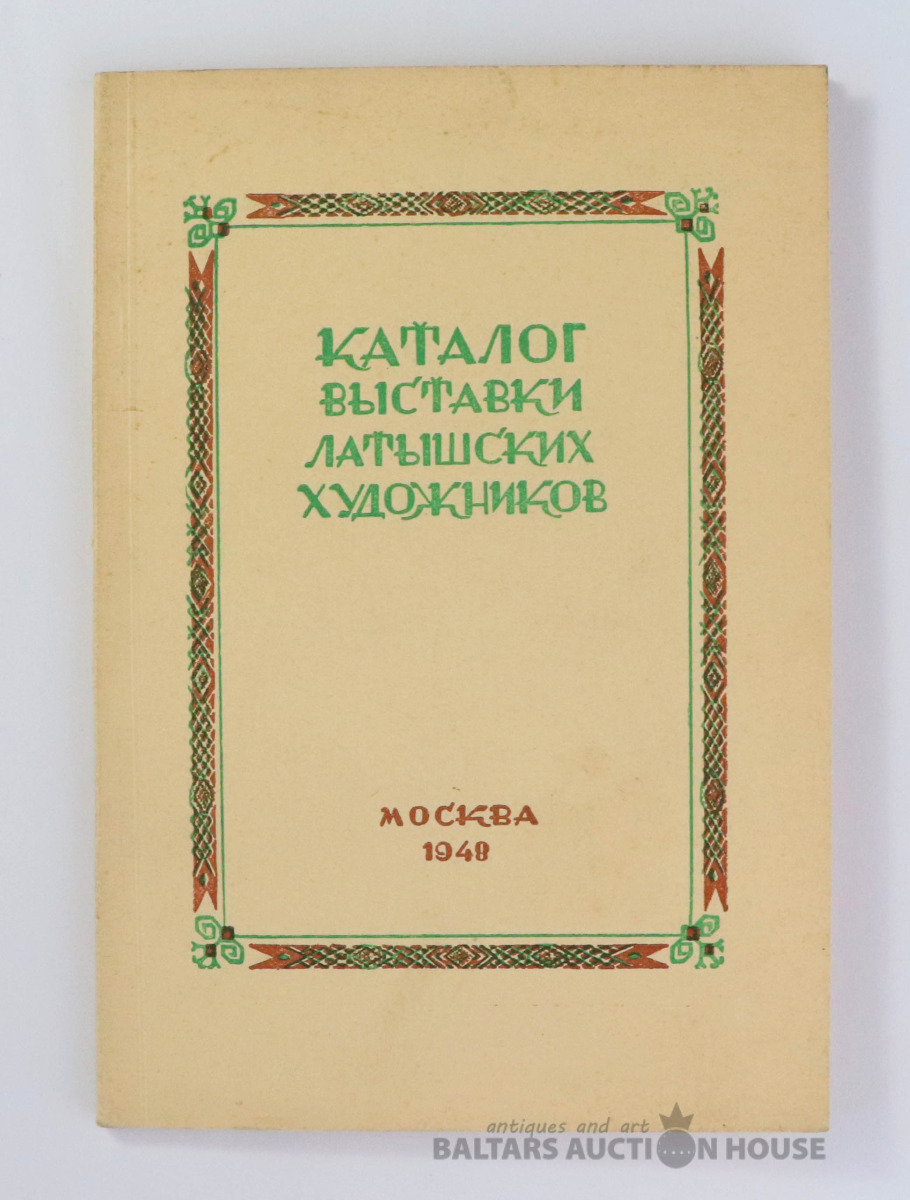 КАТАЛОГ
ВЫСТАВКИ
ЛАТЫШСКИХ
ХУДОЖНИКОВ
МОСКВА
1948
antiques and art
BALTARS AUCTION HOUSE